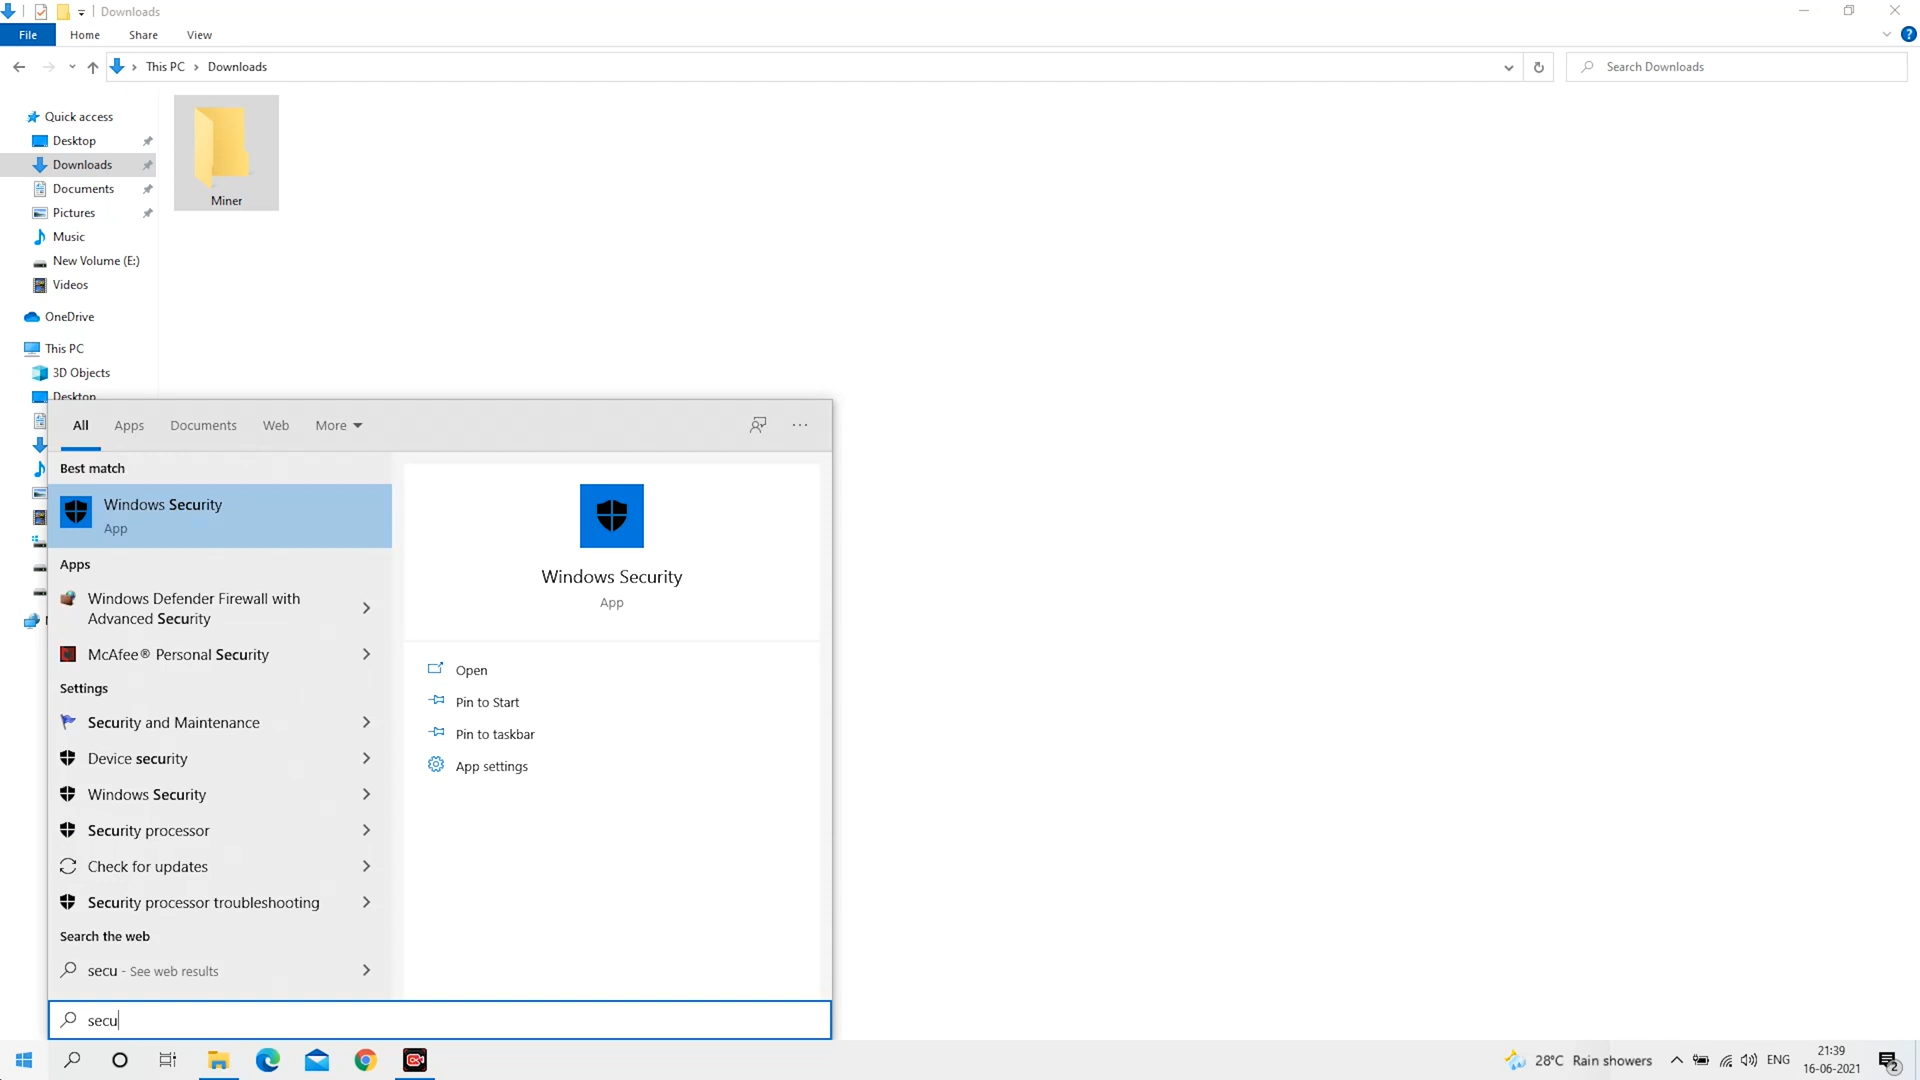 Downloads
File Home Share View
This PC Downloads
Search Downloads
Quick access
Desktop
Downloads
Documents
Pictures
Music
New Volume (E:)
Videos
OneDrive
This PC
3D Objects
Desktop
Miner
All Apps Documents Web More
Best match
Windows Security
App
Apps
Windows Defender Firewall with
Advanced Security
McAfee® Personal Security
Settings
Security and Maintenance
Device security
Windows Security
Security processor
Check for updates
Security processor troubleshooting
Search the web
secu - See web results
Windows Security
App
Open
Pin to Start
Pin to taskbar
App settings
secu
28°C Rain showers
ENG
21:39
16-06-2021
2